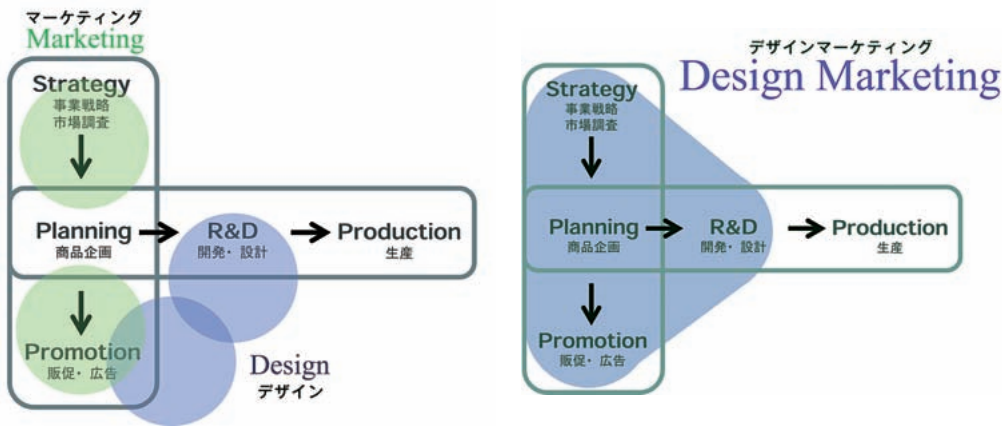 マーケティング
Marketing
Strategy
事業戦略
市場調査
Planning
商品企画
R&D
開発・設計
Production
生産
Promotion
販促・広告
Design
デザイン
デザインマーケティング
Design Marketing
Strategy
事業戦略
市場調査
Planning
商品企画
R&D
開発・設計
Production
生産
Promotion
販促・広告